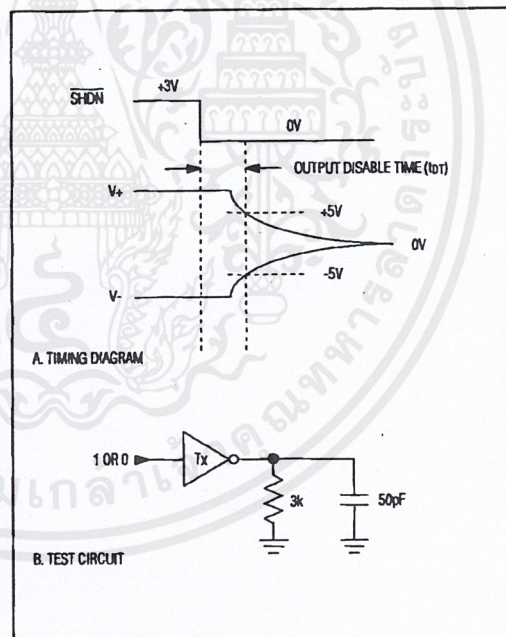 +3V
SHDN
0V
OUTPUT DISABLE TIME (tDT)
V+
+5V
0V
-5V
V-
A. TIMING DIAGRAM
1 OR 0
Tx
3k
50pF
B. TEST CIRCUIT